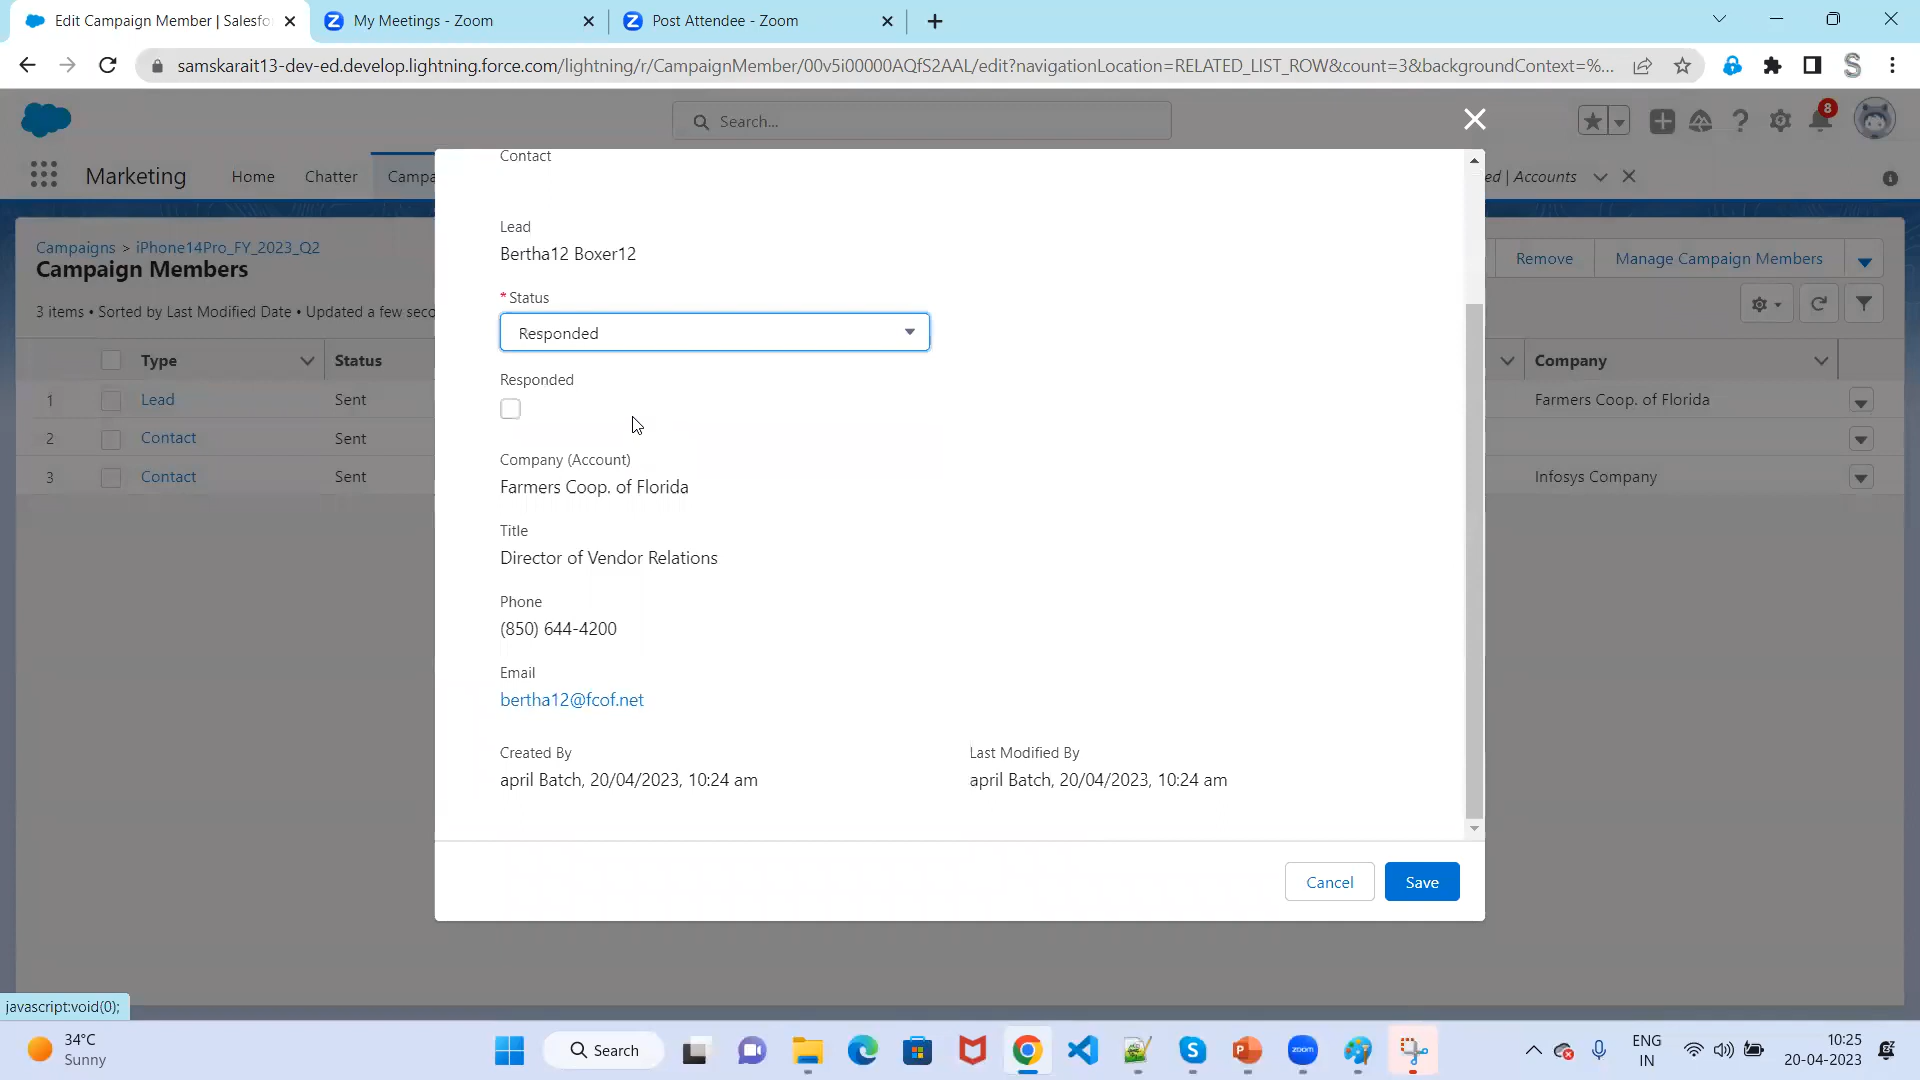 Edit Campaign Member | Salesfo
My Meetings - Zoom
Post Attendee - Zoom
samskarait13-dev-ed.develop.lightning.force.com/lightning/r/CampaignMember/00v5i00000AQfS2AAL/edit?navigationLocation=RELATED_LIST_ROW&count=3&backgroundContext=%...
Search...
8
Marketing
Home
Chatter
Campa
ed | Accounts
Campaigns > iPhone14Pro_FY_2023_Q2
Campaign Members
3 items • Sorted by Last Modified Date • Updated a few seco
Remove
Manage Campaign Members
Type
Status
Company
1 Lead Sent Farmers Coop. of Florida
2 Contact Sent
3 Contact Sent Infosys Company
Contact
Lead
Bertha12 Boxer12
* Status
Responded
Responded
Company (Account)
Farmers Coop. of Florida
Title
Director of Vendor Relations
Phone
(850) 644-4200
Email
bertha12@fcof.net
Created By
april Batch, 20/04/2023, 10:24 am
Last Modified By
april Batch, 20/04/2023, 10:24 am
Cancel
Save
javascript:void(0);
34°C
Sunny
Search
zoom
ENG
IN
10:25
20-04-2023